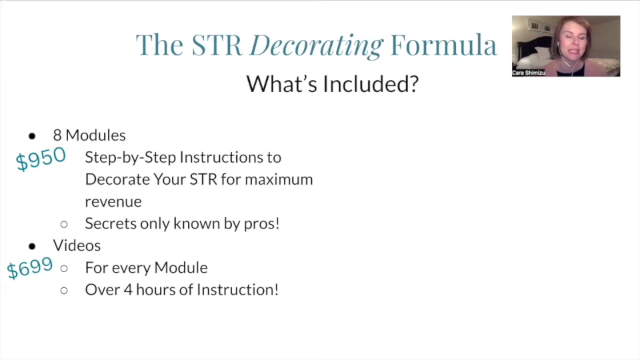 The STR Decorating Formula
What's Included?
Cera Shimizu
● 8 Modules
$950
Step-by-Step Instructions to
Decorate Your STR for maximum
revenue
○ Secrets only known by pros!
● Videos
$699
○ For every Module
○ Over 4 hours of Instruction!